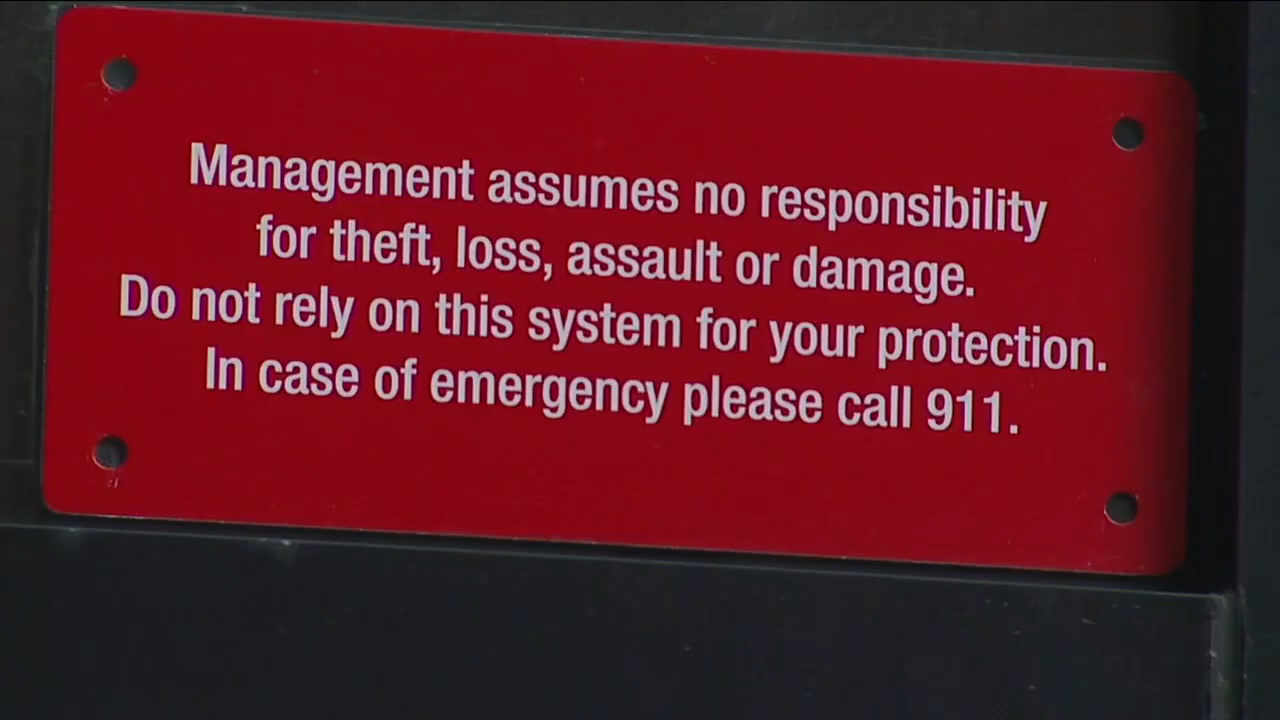 Management assumes no responsibility
for theft, loss, assault or damage.
Do not rely on this system for your protection.
In case of emergency please call 911.